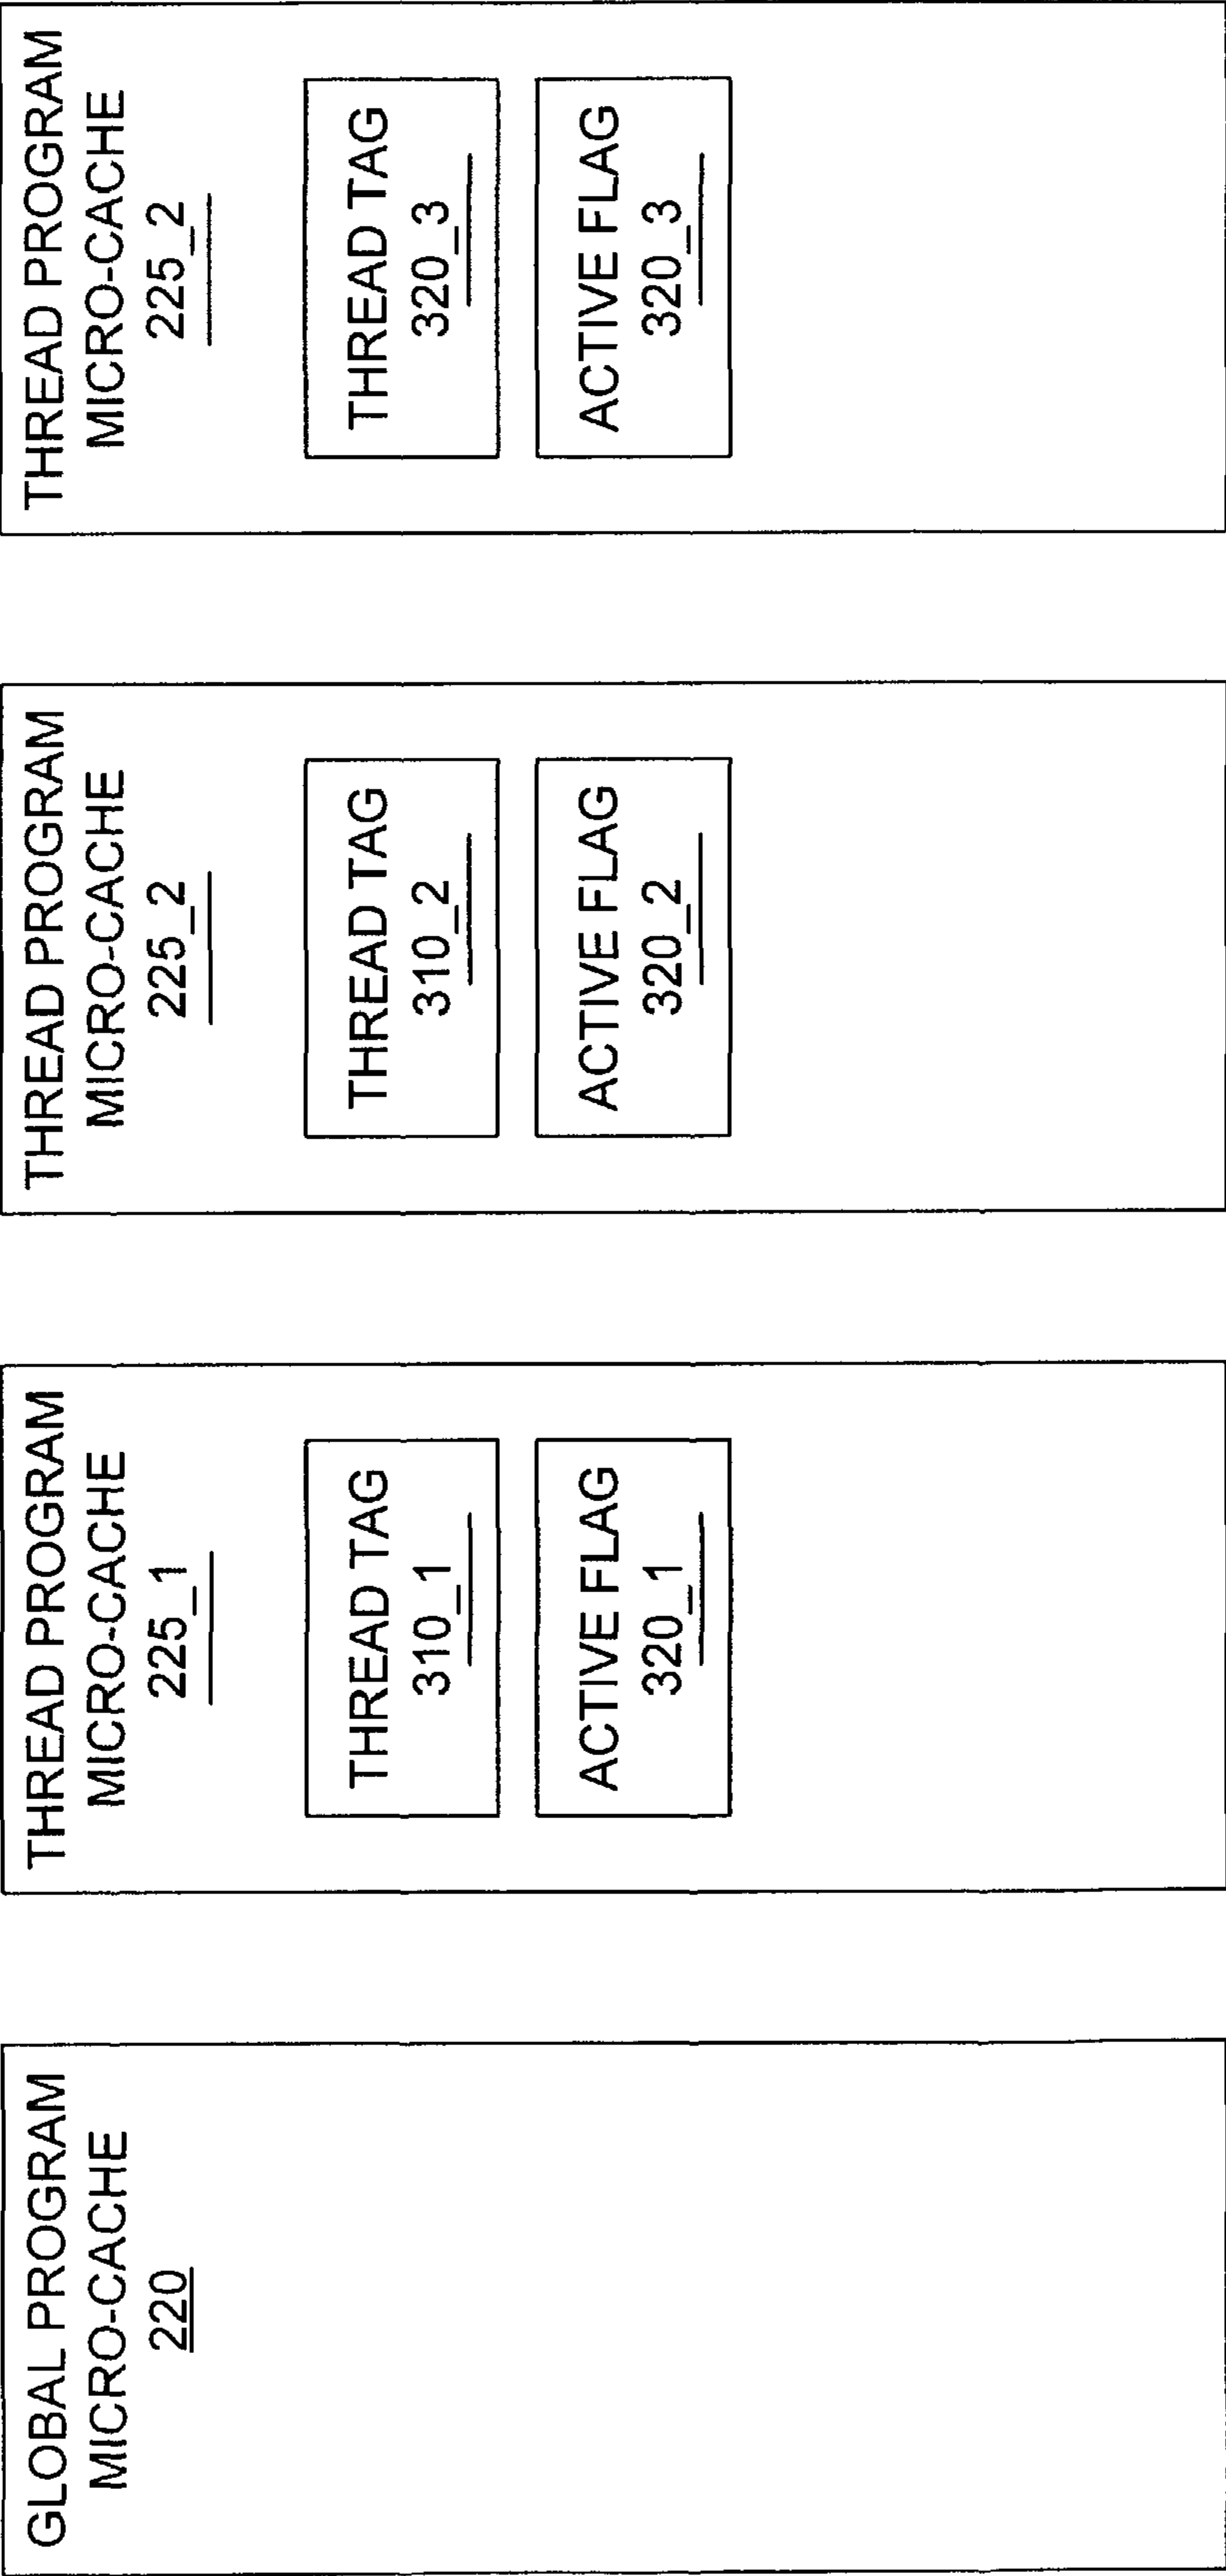 GLOBAL PROGRAM
MICRO-CACHE
220
THREAD PROGRAM
MICRO-CACHE
225_1
THREAD TAG
310_1
ACTIVE FLAG
320_1
THREAD PROGRAM
MICRO-CACHE
225_2
THREAD TAG
310_2
ACTIVE FLAG
320_2
THREAD PROGRAM
MICRO-CACHE
225_2
THREAD TAG
320_3
ACTIVE FLAG
320_3